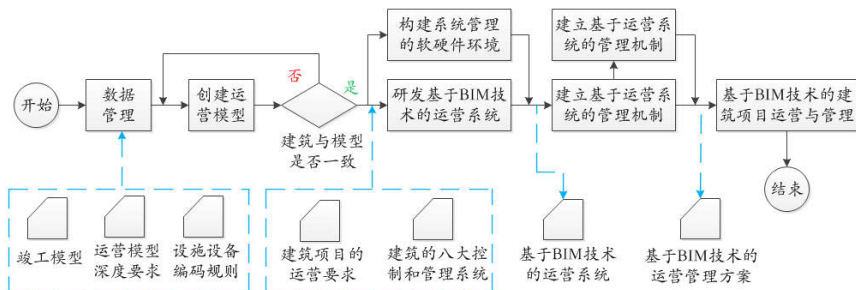 构建系统管理
的软硬件环境
建立基于运营系
统的管理机制
否
是
开始
数据
管理
创建运
营模型
研发基于BIM技
术的运营系统
建立基于运营系
统的管理机制
基于BIM技术的建
筑项目运营与管理
建筑与模型
是否一致
结束
竣工模型
运营模型
深度要求
设施设备
编码规则
建筑项目的
运营要求
建筑的八大控
制和管理系统
基于BIM技术
的运营系统
基于BIM技术的
运营管理方案